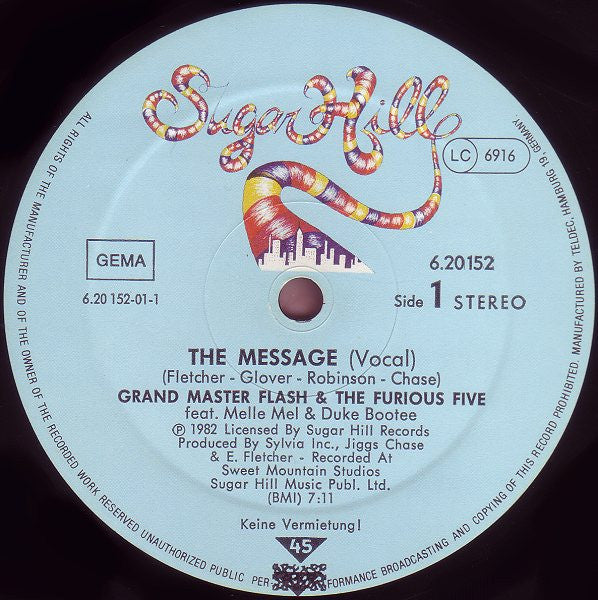 Sugar Hill
LC 6916
GEMA
6.20 152-01-1
6.20152
Side 1 STEREO
THE MESSAGE (Vocal)
(Fletcher - Glover - Robinson - Chase)
GRAND MASTER FLASH & THE FURIOUS FIVE
feat. Melle Mel & Duke Bootee
Ⓟ 1982 Licensed By Sugar Hill Records
Produced By Sylvia Inc., Jiggs Chase
& E. Fletcher - Recorded At
Sweet Mountain Studios
Sugar Hill Music Publ. Ltd.
(BMI) 7:11
Keine Vermietung!
45
ALL RIGHTS OF THE MANUFACTURER AND OF THE OWNER OF THE RECORDED WORK RESERVED UNAUTHORIZED PUBLIC PER- FORMANCE BROADCASTING AND COPYING OF THIS RECORD PROHIBITED. MANUFACTURED BY TELDEC, HAMBURG 19, GERMANY